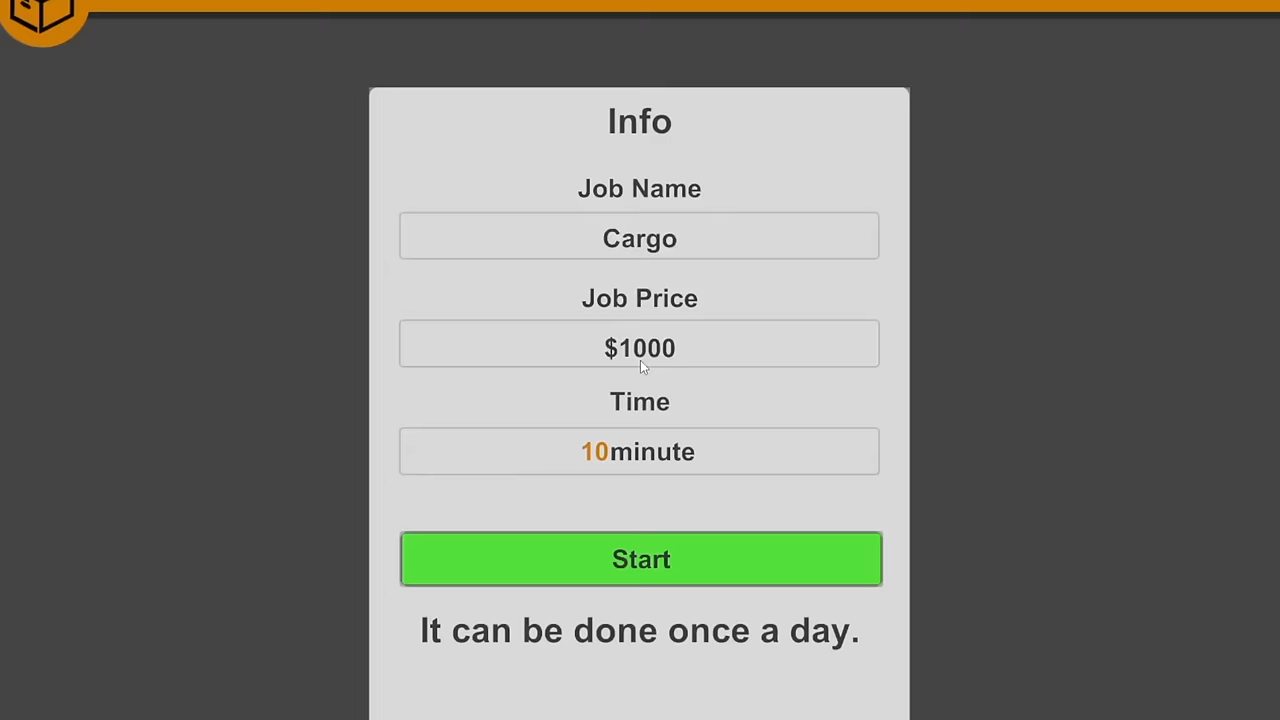 Info
Job Name
Cargo
Job Price
$1000
Time
10minute
Start
It can be done once a day.